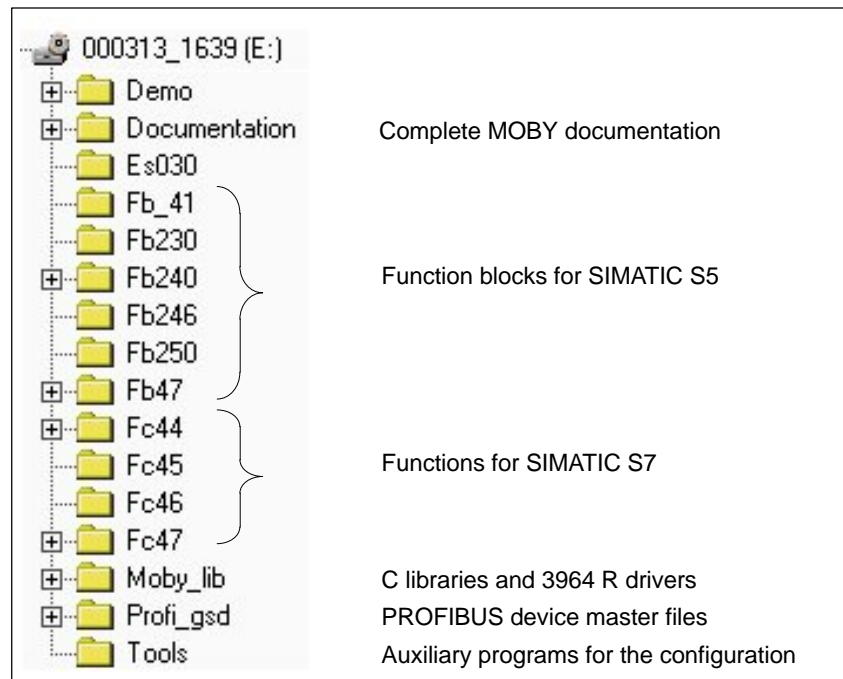 000313_1639 (E:)
Demo
Documentation Complete MOBY documentation
Es030
Fb_41
Fb230
Fb240 Function blocks for SIMATIC S5
Fb246
Fb250
Fb47
Fc44
Fc45 Functions for SIMATIC S7
Fc46
Fc47
Moby_lib C libraries and 3964 R drivers
Profi_gsd PROFIBUS device master files
Tools Auxiliary programs for the configuration